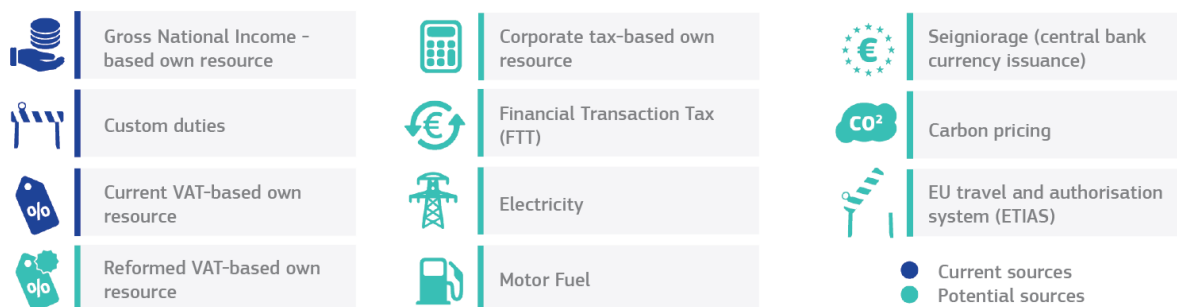 Gross National Income -
based own resource
Custom duties
%
Current VAT-based own
resource
%
Reformed VAT-based own
resource
Corporate tax-based own
resource
€
Financial Transaction Tax
(FTT)
Electricity
Motor Fuel
€
Seigniorage (central bank
currency issuance)
CO²
Carbon pricing
EU travel and authorisation
system (ETIAS)
Current sources
Potential sources